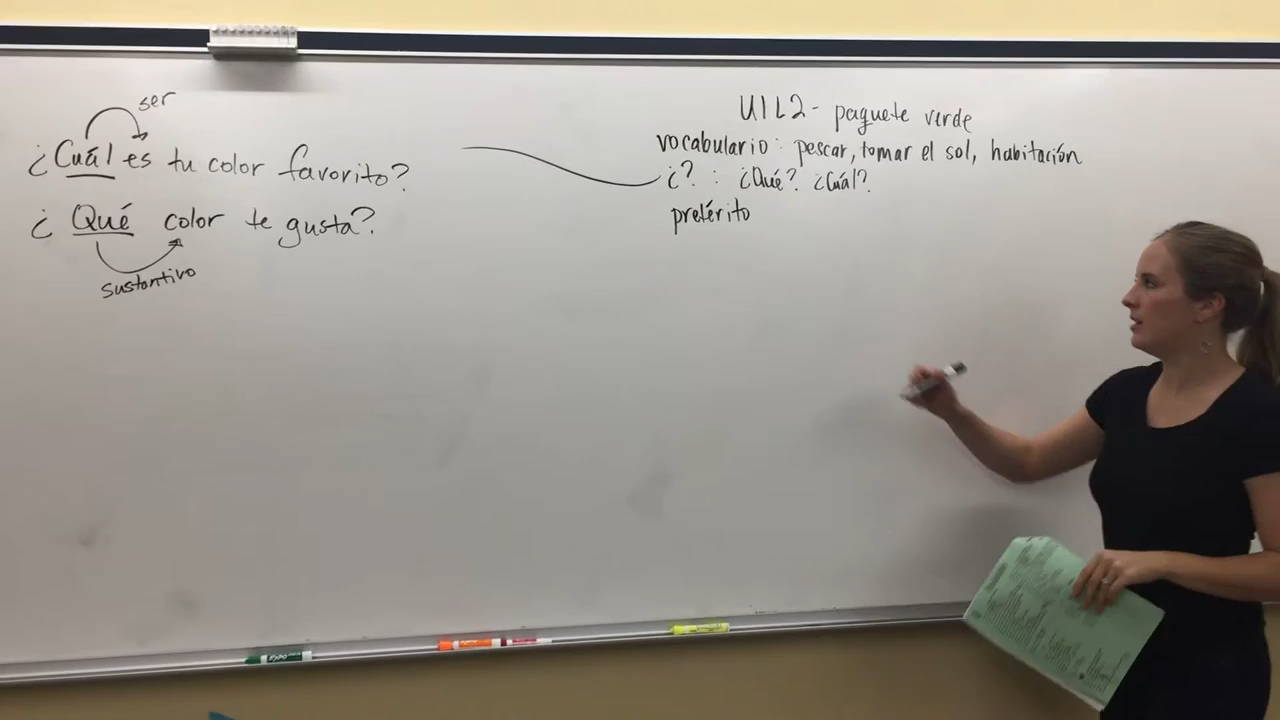 ser
¿Cuál es tu color favorito?
¿Qué color te gusta?
sustantivo
U1L2 - paquete verde
vocabulario: pescar, tomar el sol, habitación
¿?: ¿Qué? ¿Cuál?
pretérito
EXPO